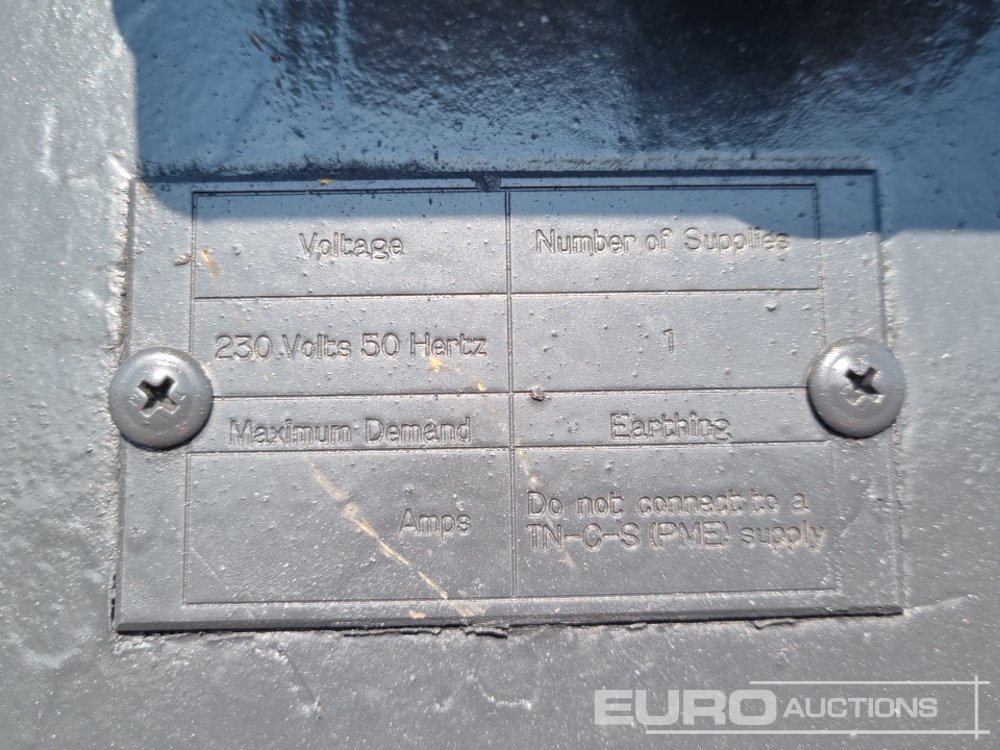 Voltage
Number of Supplies
230 Volts 50 Hertz
1
Maximum Demand
Earthing
Amps
Do not connect to a
TN-C-S (PME) supply
EURO AUCTIONS